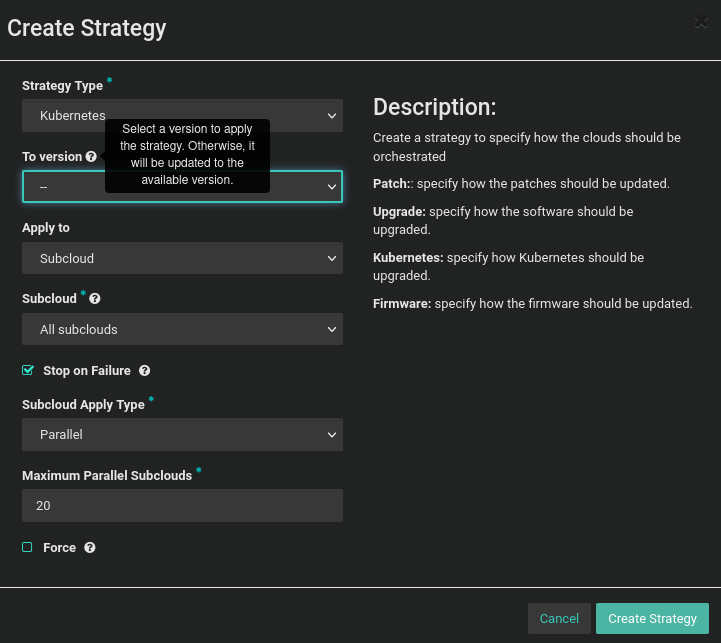 Create Strategy
Strategy Type *
Kubernetes
Select a version to apply
the strategy. Otherwise, it
will be updated to the
available version.
To version
--
Apply to
Subcloud
Subcloud *
All subclouds
Stop on Failure
Subcloud Apply Type *
Parallel
Maximum Parallel Subclouds *
20
Force
Description:
Create a strategy to specify how the clouds should be
orchestrated
Patch:: specify how the patches should be updated.
Upgrade: specify how the software should be
upgraded.
Kubernetes: specify how Kubernetes should be
upgraded.
Firmware: specify how the firmware should be updated.
Cancel
Create Strategy